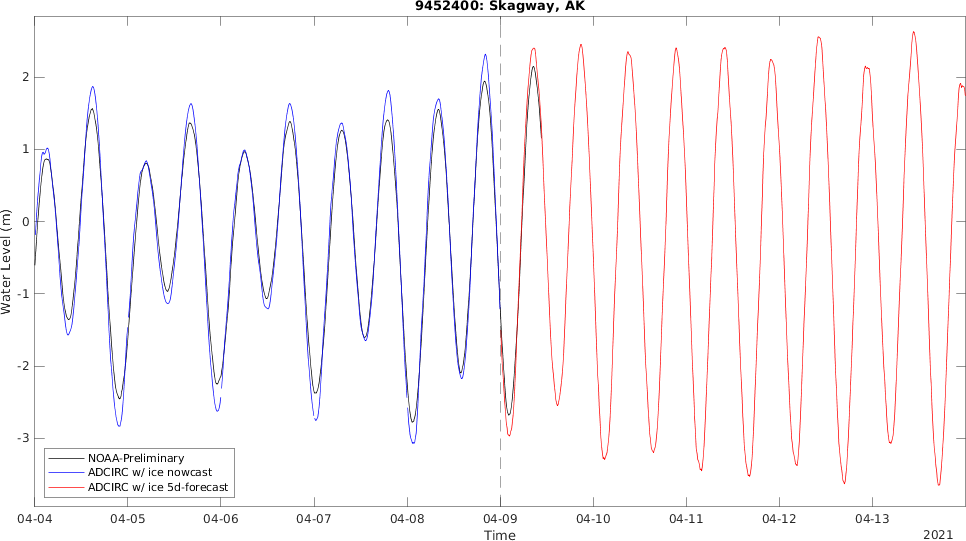 9452400: Skagway, AK
Water Level (m)
2
1
0
-1
-2
-3
NOAA-Preliminary
ADCIRC w/ ice nowcast
ADCIRC w/ ice 5d-forecast
04-04 04-05 04-06 04-07 04-08 04-09 04-10 04-11 04-12 04-13
Time
2021